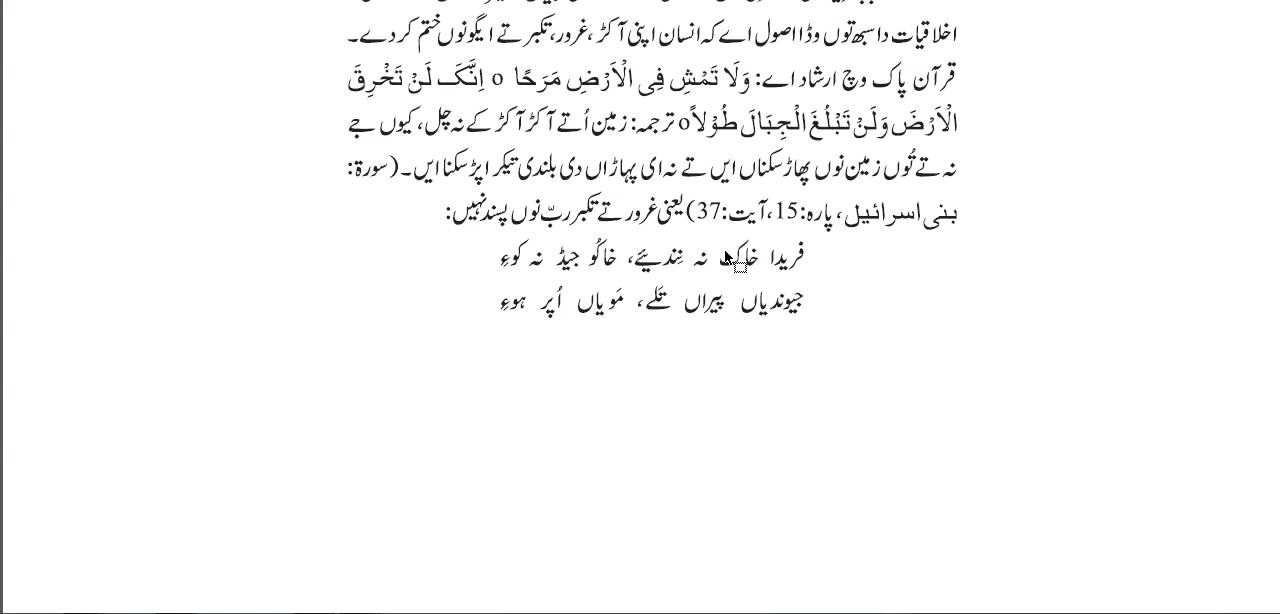 اخلاقیات دا سبھ توں وڈا اصول اے کہ انسان اپنی آکڑ، غرور، تکبر تے ایگو نوں ختم کر دے۔
قرآن پاک وچ ارشاد اے: وَلَا تَمْشِ فِی الْاَرْضِ مَرَحًا o اِنَّکَ لَنْ تَخْرِقَ
الْاَرْضَ وَلَنْ تَبْلُغَ الْجِبَالَ طُوْلاًo ترجمہ: زمین اُتے آکڑ آکڑ کے نہ چل، کیوں جے
نہ تے تُوں زمین نوں پھاڑ سکناں ایں تے نہ ای پہاڑاں دی بلندی تیکر اپڑ سکنا ایں۔ (سورۃ:
بنی اسرائیل، پارہ:15، آیت:37) یعنی غرور تے تکبر ربّ نوں پسند نہیں:
فریدا خاک نہ نِندیئے، خاکُو جیڈ نہ کوءِ
جیوندیاں پیراں تَلے، مَویاں اُپر ہوءِ